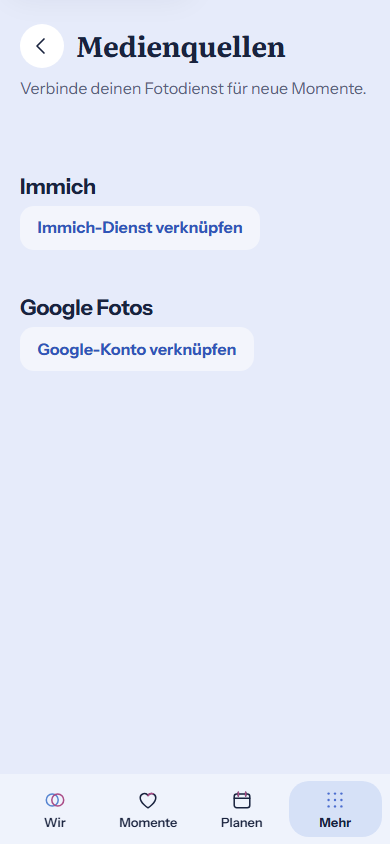 Medienquellen
Verbinde deinen Fotodienst für neue Momente.
Immich
Immich-Dienst verknüpfen
Google Fotos
Google-Konto verknüpfen
Wir
Momente
Planen
Mehr